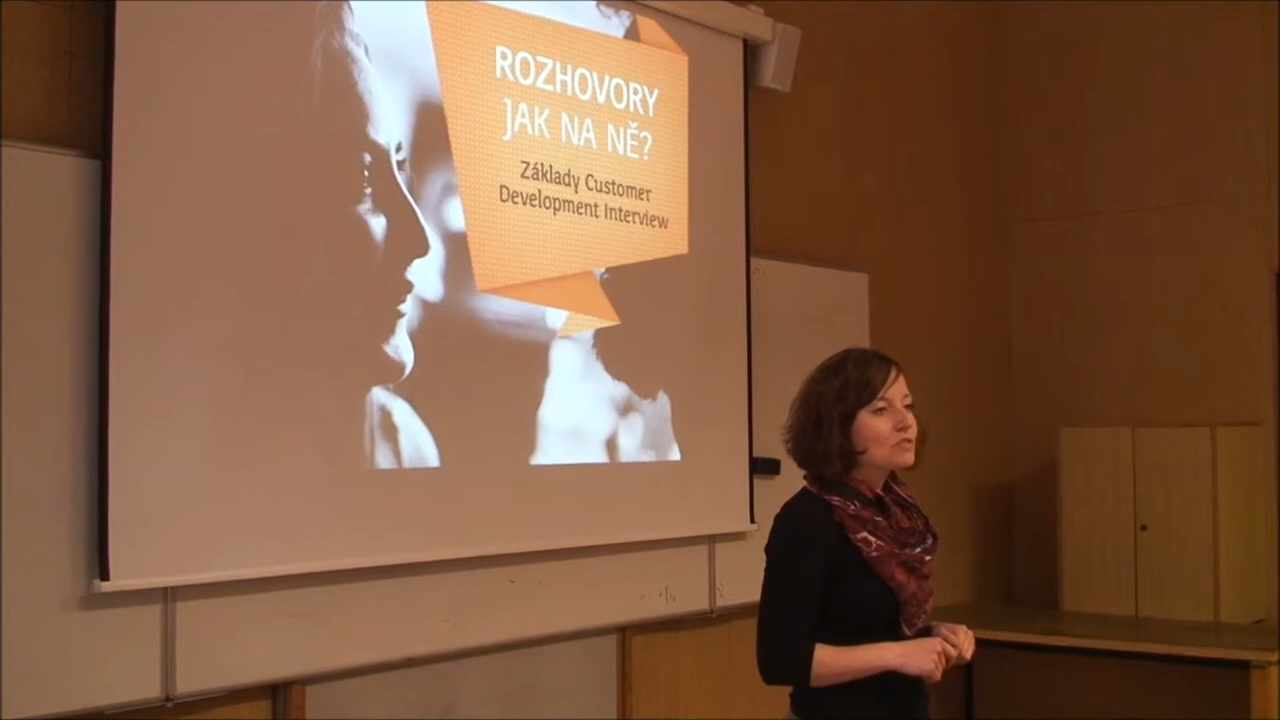 ROZHOVORY
JAK NA NĚ?
Základy Customer
Development Interview